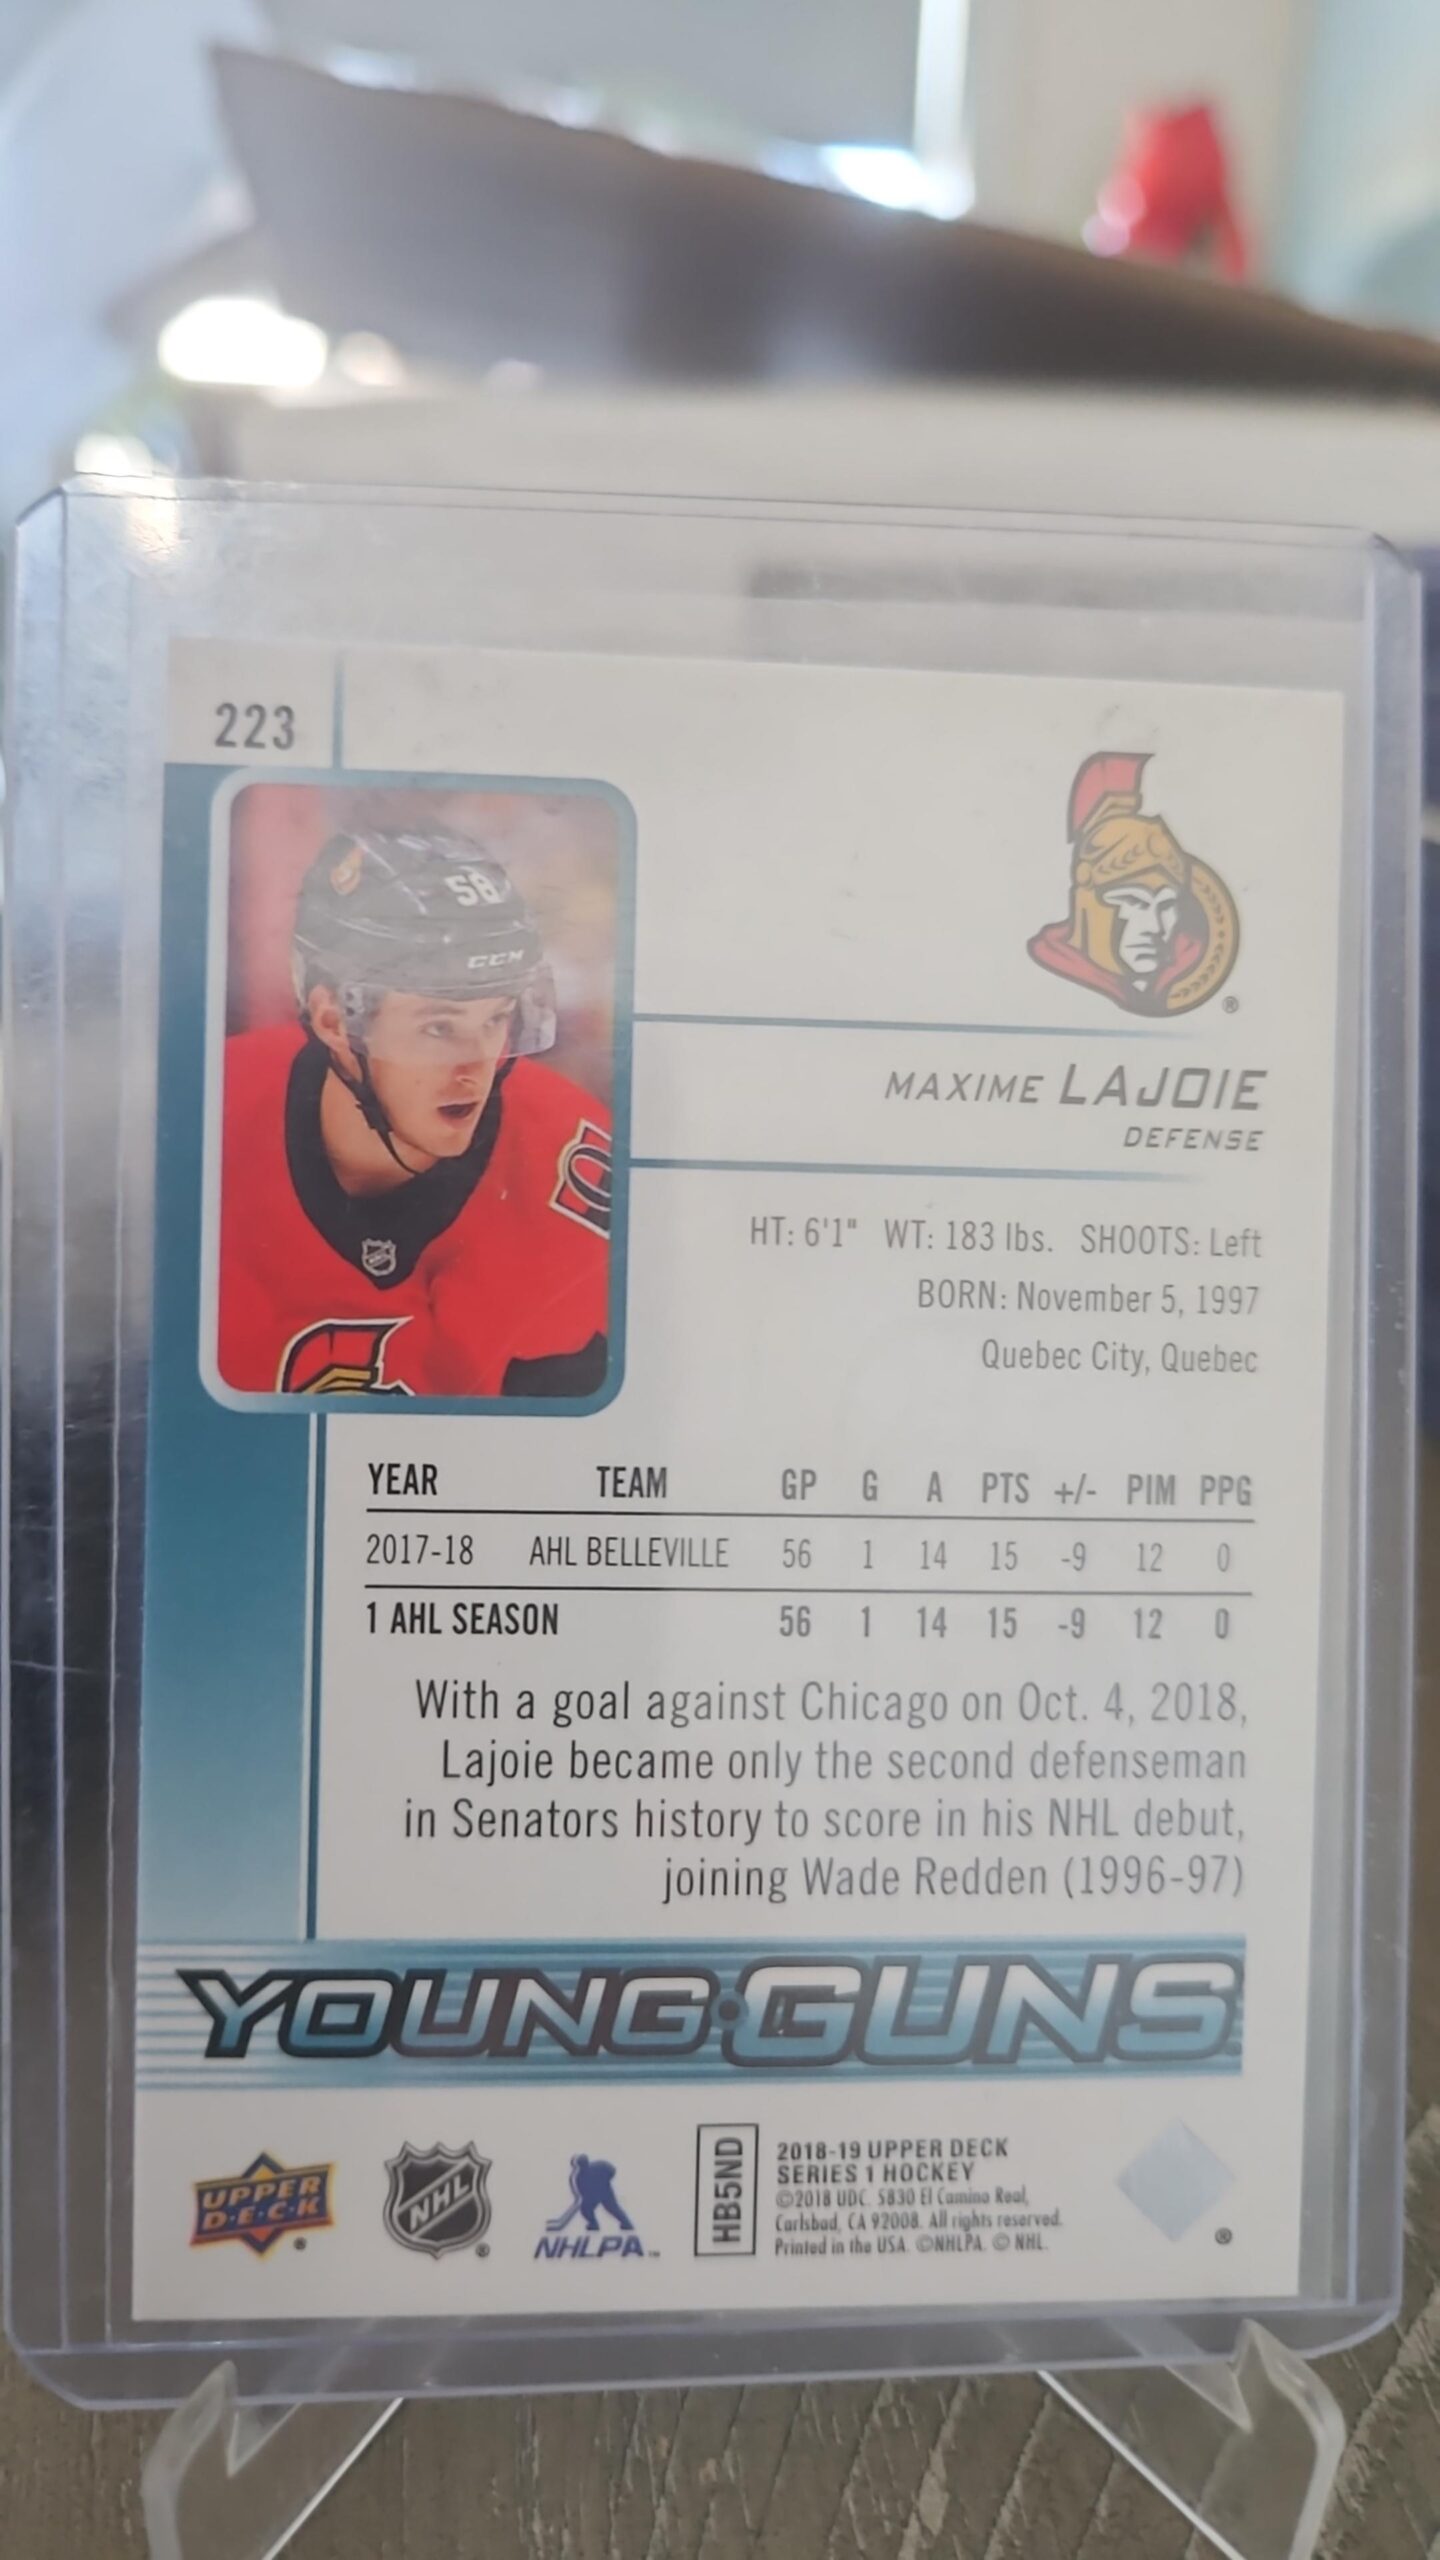 223
58
CCM
MAXIME LAJOIE
DEFENSE
HT: 6'1" WT: 183 lbs. SHOOTS: Left
BORN: November 5, 1997
Quebec City, Quebec
YEAR TEAM GP G A PTS +/- PIM PPG
2017-18 AHL BELLEVILLE 56 1 14 15 -9 12 0
1 AHL SEASON 56 1 14 15 -9 12 0
With a goal against Chicago on Oct. 4, 2018,
Lajoie became only the second defenseman
in Senators history to score in his NHL debut,
joining Wade Redden (1996-97)
YOUNG·GUNS
UPPER
D·E·C·K ®
NHL ®
NHLPA™
HB5ND
2018-19 UPPER DECK
SERIES 1 HOCKEY
©2018 UDC. 5830 El Camino Real,
Carlsbad, CA 92008. All rights reserved.
Printed in the USA. ©NHLPA. © NHL.
®